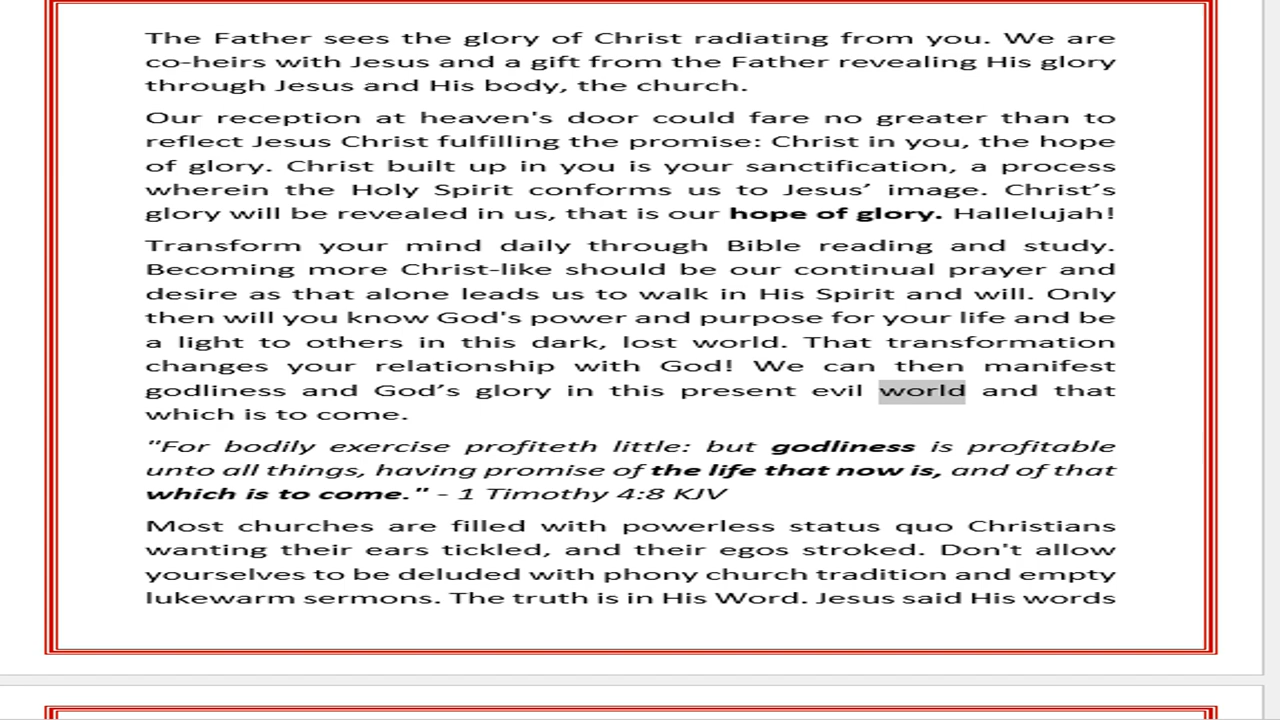 The Father sees the glory of Christ radiating from you. We are
co-heirs with Jesus and a gift from the Father revealing His glory
through Jesus and His body, the church.
Our reception at heaven's door could fare no greater than to
reflect Jesus Christ fulfilling the promise: Christ in you, the hope
of glory. Christ built up in you is your sanctification, a process
wherein the Holy Spirit conforms us to Jesus’ image. Christ’s
glory will be revealed in us, that is our hope of glory. Hallelujah!
Transform your mind daily through Bible reading and study.
Becoming more Christ-like should be our continual prayer and
desire as that alone leads us to walk in His Spirit and will. Only
then will you know God's power and purpose for your life and be
a light to others in this dark, lost world. That transformation
changes your relationship with God! We can then manifest
godliness and God’s glory in this present evil world and that
which is to come.
"For bodily exercise profiteth little: but godliness is profitable
unto all things, having promise of the life that now is, and of that
which is to come." - 1 Timothy 4:8 KJV
Most churches are filled with powerless status quo Christians
wanting their ears tickled, and their egos stroked. Don't allow
yourselves to be deluded with phony church tradition and empty
lukewarm sermons. The truth is in His Word. Jesus said His words